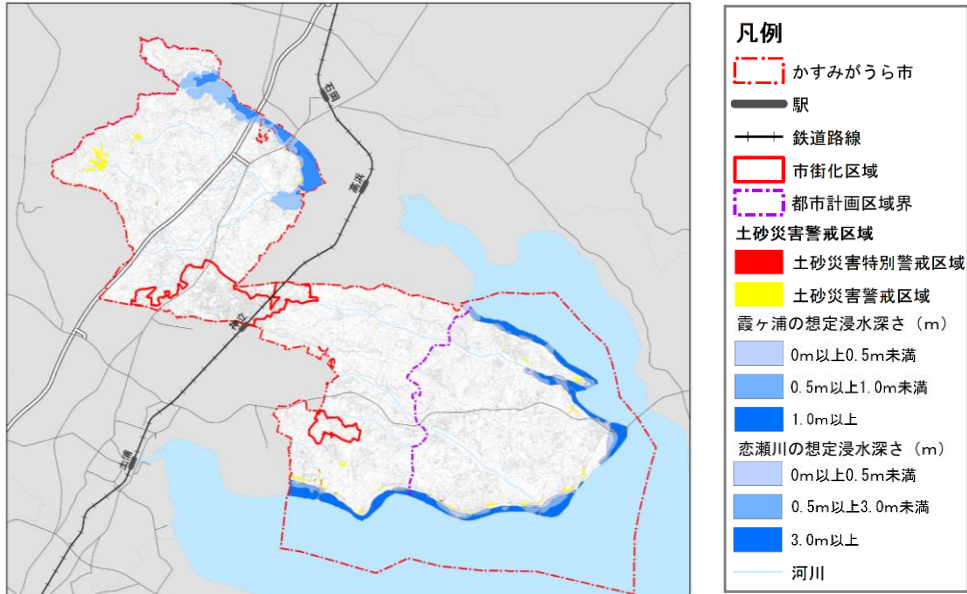 石岡
高浜
神立
土浦
凡例
かすみがうら市
駅
鉄道路線
市街化区域
都市計画区域界
土砂災害警戒区域
土砂災害特別警戒区域
土砂災害警戒区域
霞ヶ浦の想定浸水深さ（ｍ）
0m以上0.5m未満
0.5m以上1.0m未満
1.0m以上
恋瀬川の想定浸水深さ（ｍ）
0m以上0.5m未満
0.5m以上3.0m未満
3.0m以上
河川